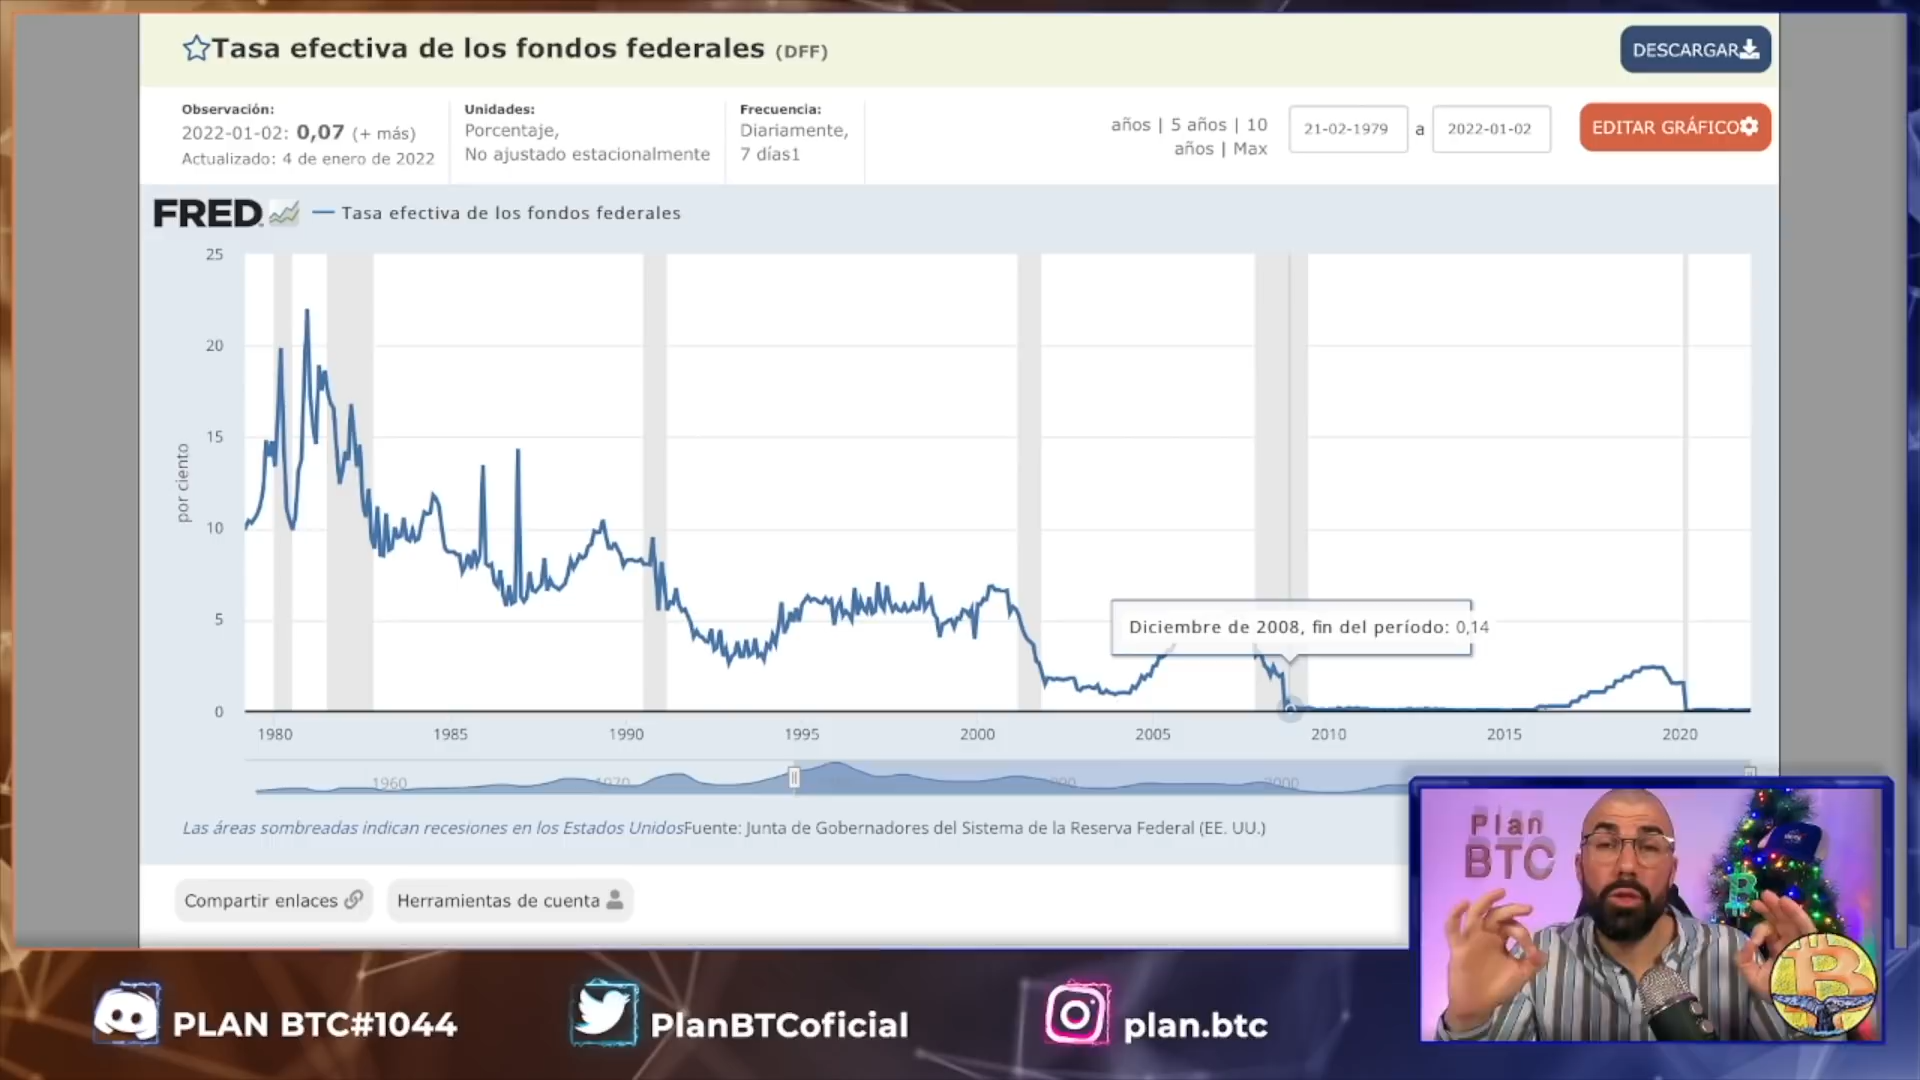 Tasa efectiva de los fondos federales (DFF)
DESCARGAR
Observación:
2022-01-02: 0,07 (+ más)
Actualizado: 4 de enero de 2022
Unidades:
Porcentaje,
No ajustado estacionalmente
Frecuencia:
Diariamente,
7 días1
años | 5 años | 10
años | Max
21-02-1979 a 2022-01-02
EDITAR GRÁFICO
FRED
Tasa efectiva de los fondos federales
25
20
15
10
5
0
por ciento
Diciembre de 2008, fin del período: 0,14
1980 1985 1990 1995 2000 2005 2010 2015 2020
1960 1970 1990 2000
Las áreas sombreadas indican recesiones en los Estados UnidosFuente: Junta de Gobernadores del Sistema de la Reserva Federal (EE. UU.)
Compartir enlaces
Herramientas de cuenta
Plan
BTC
PLAN BTC#1044
PlanBTCoficial
plan.btc